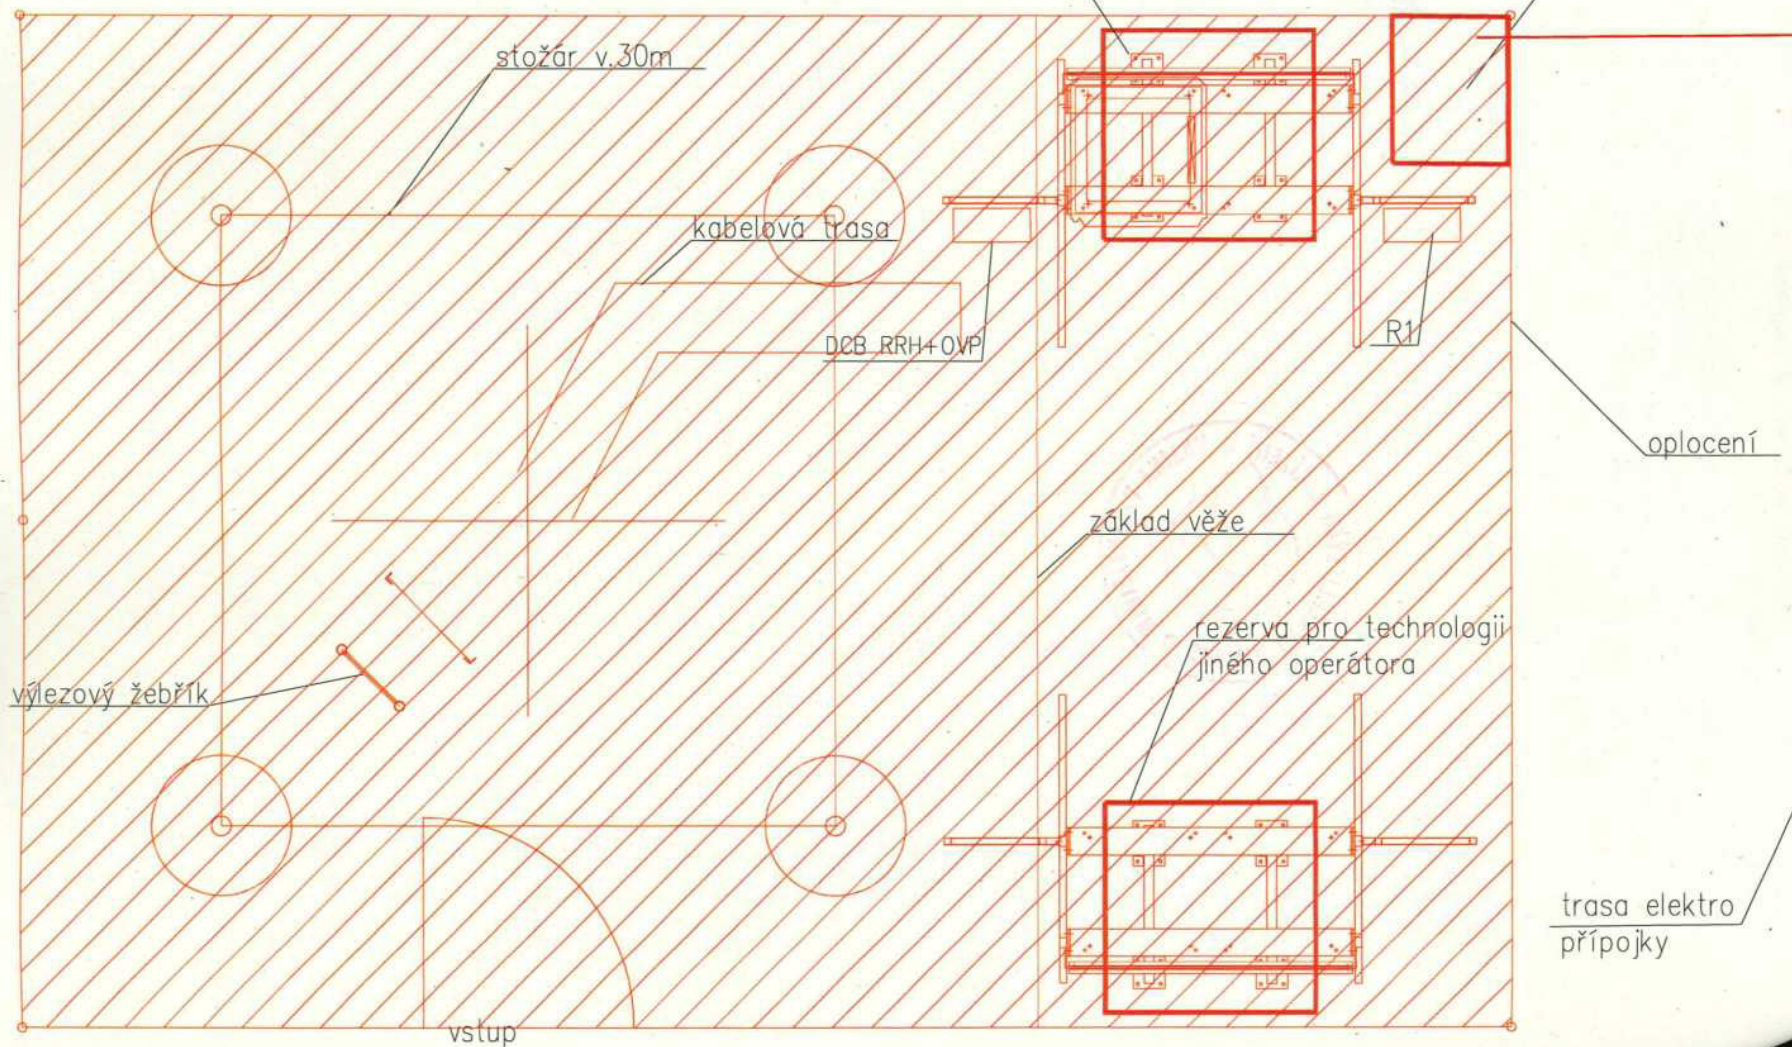 stožár v.30m
kabelová trasa
DCB RRH+OVP
R1
oplocení
základ věže
rezerva pro technologii
jiného operátora
výlezový žebřík
trasa elektro
přípojky
vstup